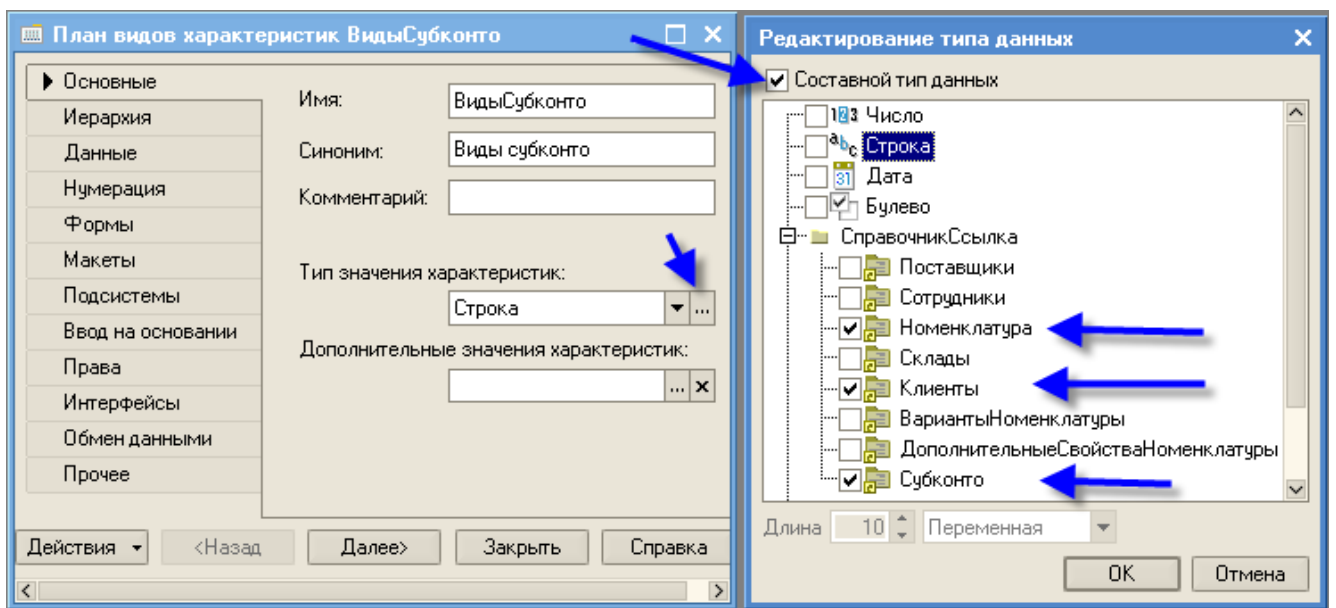 План видов характеристик ВидыСубконто
Основные
Иерархия
Данные
Нумерация
Формы
Макеты
Подсистемы
Ввод на основании
Права
Интерфейсы
Обмен данными
Прочее
Имя: ВидыСубконто
Синоним: Виды субконто
Комментарий:
Тип значения характеристик:
Строка ...
Дополнительные значения характеристик:
... x
Действия <Назад Далее> Закрыть Справка
Редактирование типа данных
Составной тип данных
123 Число
abc Строка
31 Дата
Булево
СправочникСсылка
Поставщики
Сотрудники
Номенклатура
Склады
Клиенты
ВариантыНоменклатуры
ДополнительныеСвойстваНоменклатуры
Субконто
Длина 10 Переменная
OK Отмена